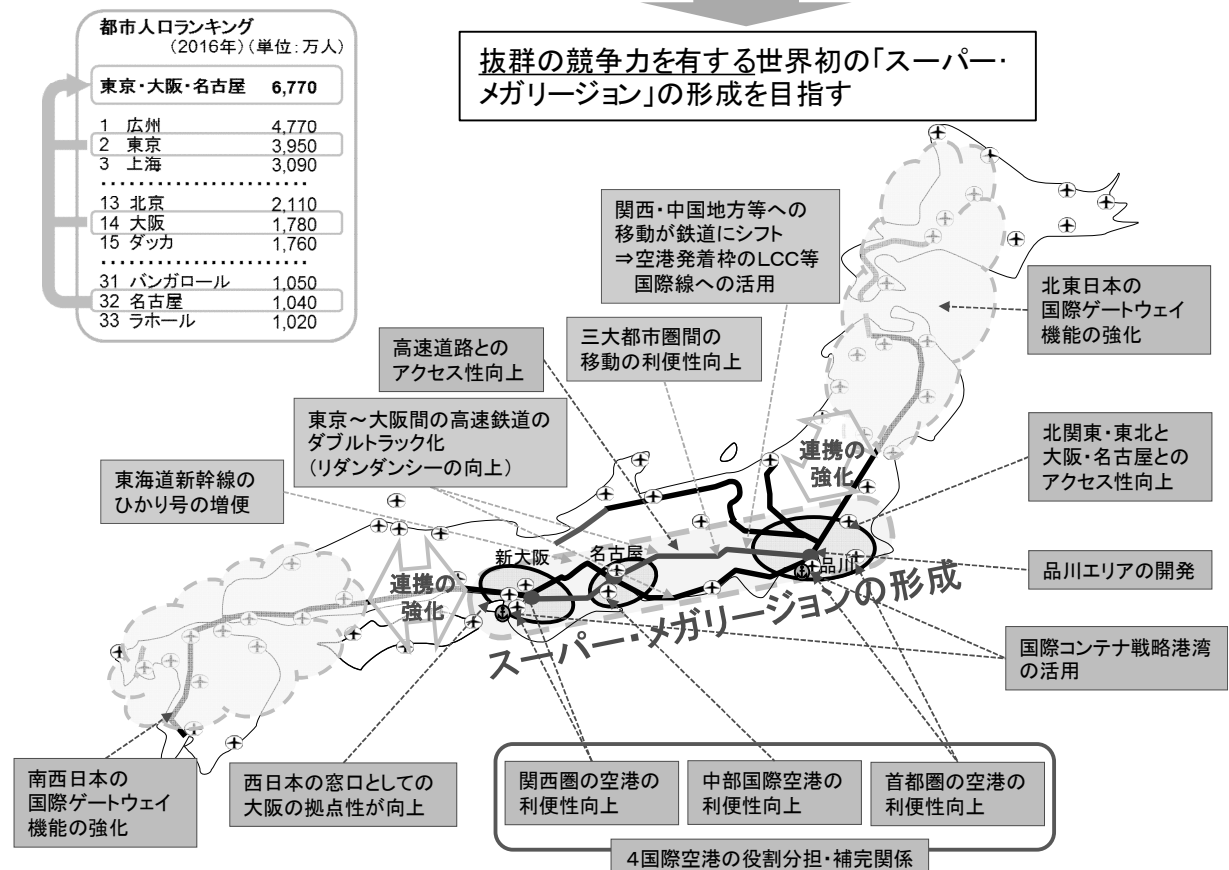 都市人口ランキング
(2016年)(単位:万人)
東京・大阪・名古屋 6,770
1 広州 4,770
2 東京 3,950
3 上海 3,090
・・・・・・・・・・・・・・・・・・・・・・・
13 北京 2,110
14 大阪 1,780
15 ダッカ 1,760
・・・・・・・・・・・・・・・・・・・・・・・
31 バンガロール 1,050
32 名古屋 1,040
33 ラホール 1,020
抜群の競争力を有する世界初の「スーパー・
メガリージョン」の形成を目指す
関西・中国地方等への
移動が鉄道にシフト
⇒空港発着枠のLCC等
国際線への活用
北東日本の
国際ゲートウェイ
機能の強化
高速道路との
アクセス性向上
三大都市圏間の
移動の利便性向上
東京~大阪間の高速鉄道の
ダブルトラック化
(リダンダンシーの向上)
東海道新幹線の
ひかり号の増便
連携の
強化
北関東・東北と
大阪・名古屋との
アクセス性向上
新大阪
名古屋
品川
連携の
強化
品川エリアの開発
スーパー・メガリージョンの形成
国際コンテナ戦略港湾
の活用
南西日本の
国際ゲートウェイ
機能の強化
西日本の窓口としての
大阪の拠点性が向上
関西圏の空港の
利便性向上
中部国際空港の
利便性向上
首都圏の空港の
利便性向上
4国際空港の役割分担・補完関係